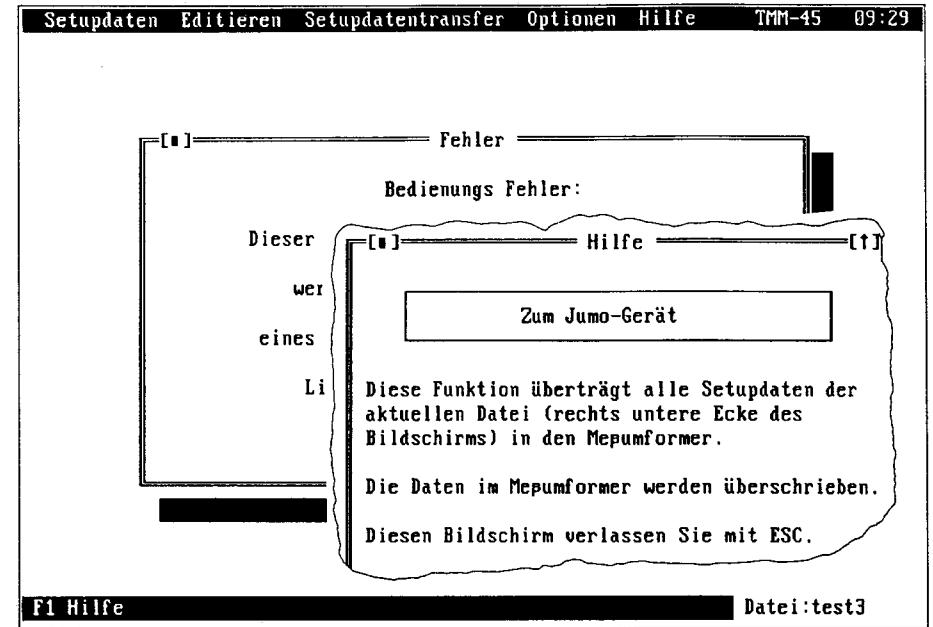 Setupdaten Editieren Setupdatentransfer Optionen Hilfe TMM-45 09:29
[∎] Fehler
Bedienungs Fehler:
Dieser
wer
eines
Li
[∎] Hilfe [↑]
Zum Jumo-Gerät
Diese Funktion überträgt alle Setupdaten der
aktuellen Datei (rechts untere Ecke des
Bildschirms) in den Mepumformer.
Die Daten im Mepumformer werden überschrieben.
Diesen Bildschirm verlassen Sie mit ESC.
F1 Hilfe Datei:test3